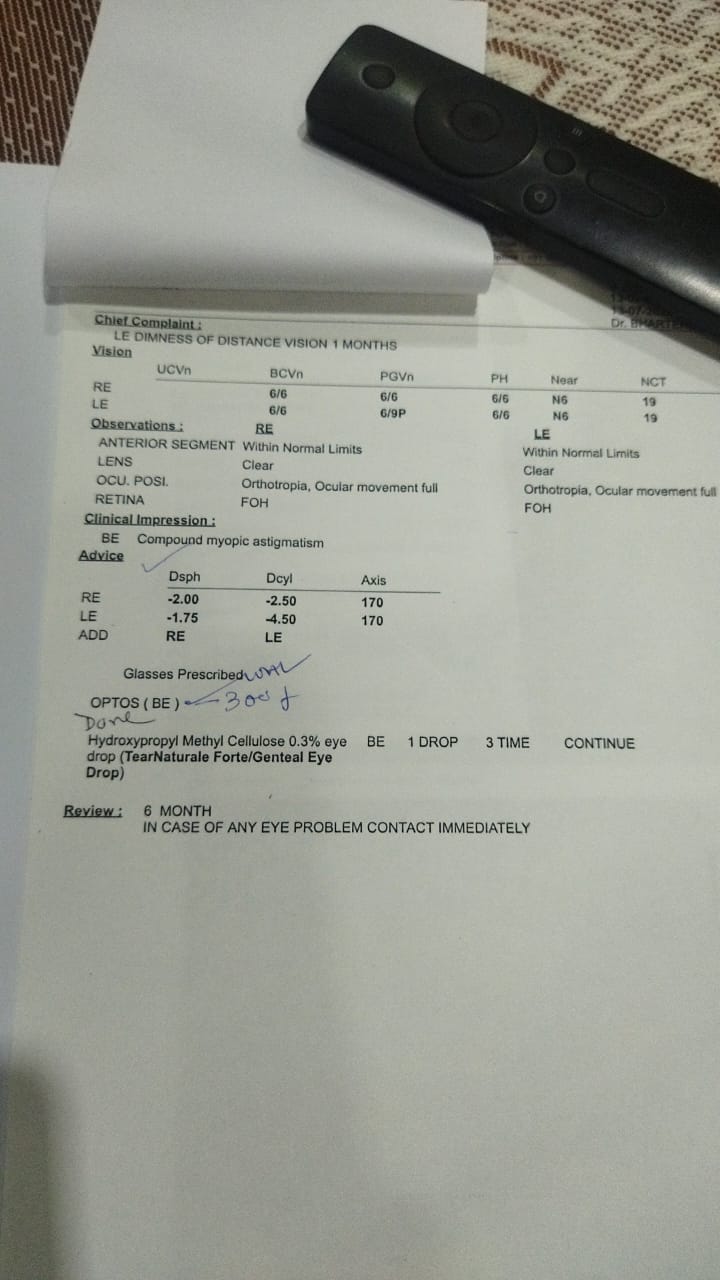 Dr. BHARTE
Chief Complaint :
LE DIMNESS OF DISTANCE VISION 1 MONTHS
Vision
UCVn BCVn PGVn PH Near NCT
RE 6/6 6/6 6/6 N6 19
LE 6/6 6/9P 6/6 N6 19
Observations : RE LE
ANTERIOR SEGMENT Within Normal Limits Within Normal Limits
LENS Clear Clear
OCU. POSI. Orthotropia, Ocular movement full Orthotropia, Ocular movement full
RETINA FOH FOH
Clinical Impression :
BE Compound myopic astigmatism
Advice
Dsph Dcyl Axis
RE -2.00 -2.50 170
LE -1.75 -4.50 170
ADD RE LE
Glasses Prescribed
OPTOS ( BE ) 300
Done
Hydroxypropyl Methyl Cellulose 0.3% eye BE 1 DROP 3 TIME CONTINUE
drop (TearNaturale Forte/Genteal Eye
Drop)
Review : 6 MONTH
IN CASE OF ANY EYE PROBLEM CONTACT IMMEDIATELY